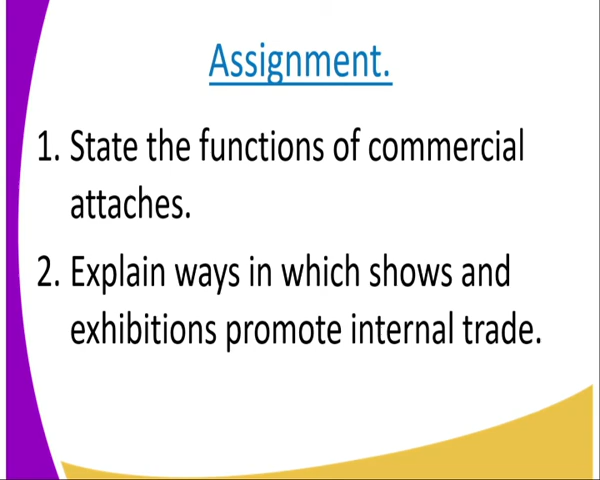 Assignment.
1. State the functions of commercial
attaches.
2. Explain ways in which shows and
exhibitions promote internal trade.